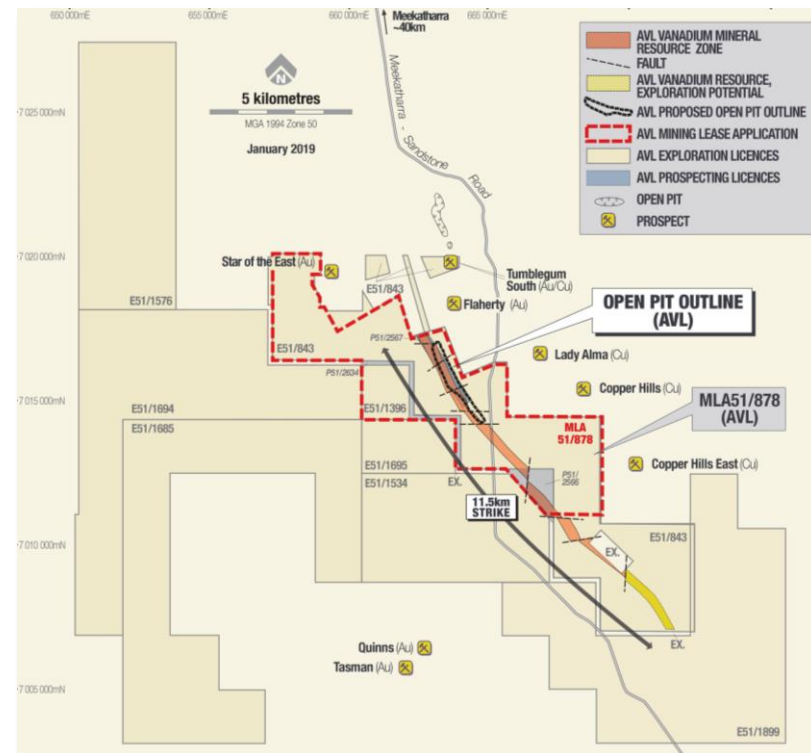 650 000mE
655 000mE
660 000mE
665 000mE
Meekatharra
~40km
N
5 kilometres
MGA 1994 Zone 50
January 2019
Meekatharra - Sandstone Road
AVL VANADIUM MINERAL
RESOURCE ZONE
FAULT
AVL VANADIUM RESOURCE,
EXPLORATION POTENTIAL
AVL PROPOSED OPEN PIT OUTLINE
AVL MINING LEASE APPLICATION
AVL EXPLORATION LICENCES
AVL PROSPECTING LICENCES
OPEN PIT
PROSPECT
7 025 000mN
7 020 000mN
Star of the East (Au)
E51/843
Tumblegum
South (Au/Cu)
E51/1576
Flaherty (Au)
OPEN PIT OUTLINE
(AVL)
P51/2567
E51/843
P51/2634
Lady Alma (Cu)
Copper Hills (Cu)
7 015 000mN
E51/1694
E51/1685
E51/1396
MLA
51/878
MLA51/878
(AVL)
E51/1695
E51/1534
EX.
P51/
2566
Copper Hills East (Cu)
11.5km
STRIKE
7 010 000mN
E51/843
EX.
Quinns (Au)
Tasman (Au)
EX.
7 005 000mN
E51/1899